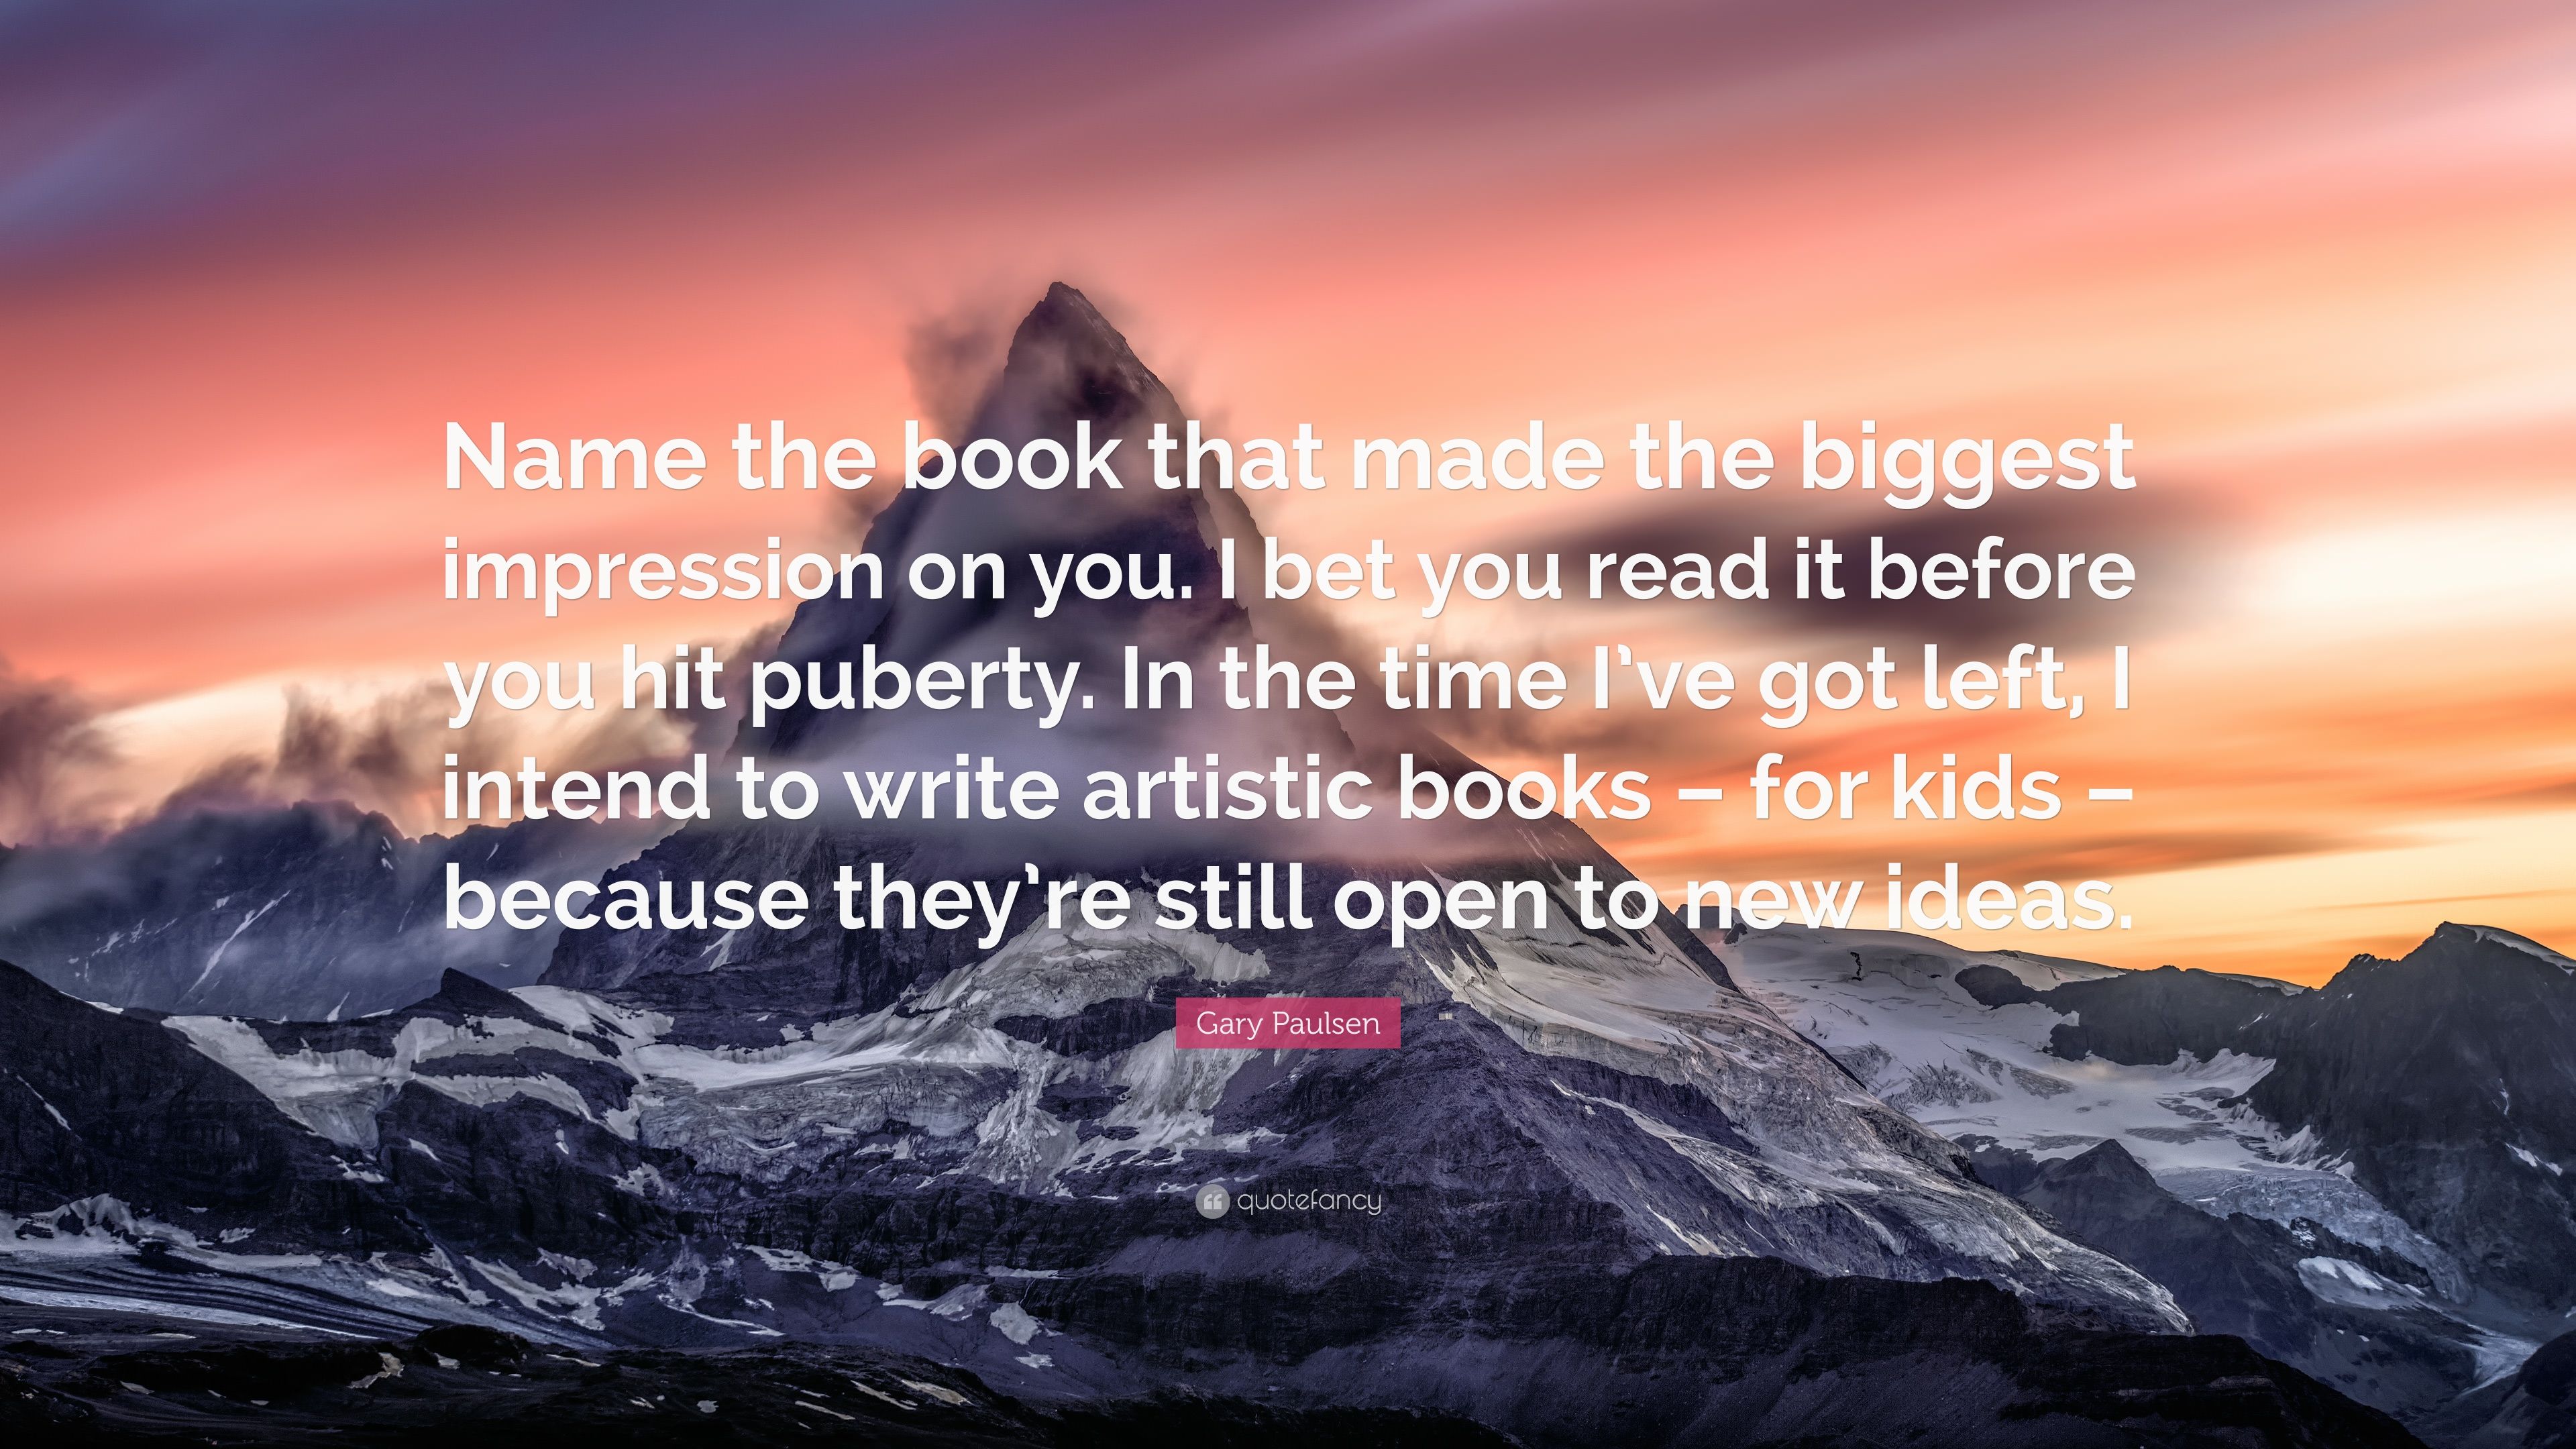 Name the book that made the biggest
impression on you. I bet you read it before
you hit puberty. In the time I’ve got left, I
intend to write artistic books – for kids –
because they’re still open to new ideas.
Gary Paulsen
quotefancy